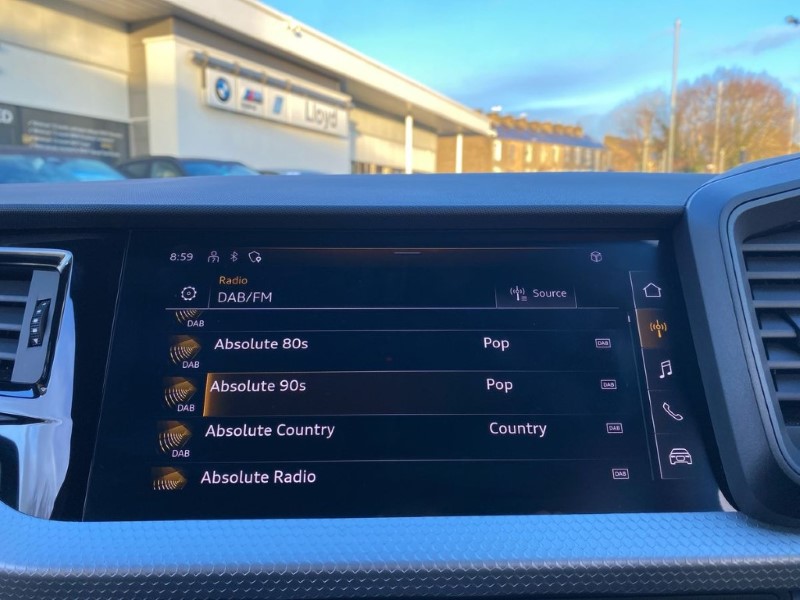 Lloyd
8:59
Radio
DAB/FM
Source
DAB
Absolute 80s Pop DAB
DAB
Absolute 90s Pop DAB
DAB
Absolute Country Country DAB
DAB
Absolute Radio DAB